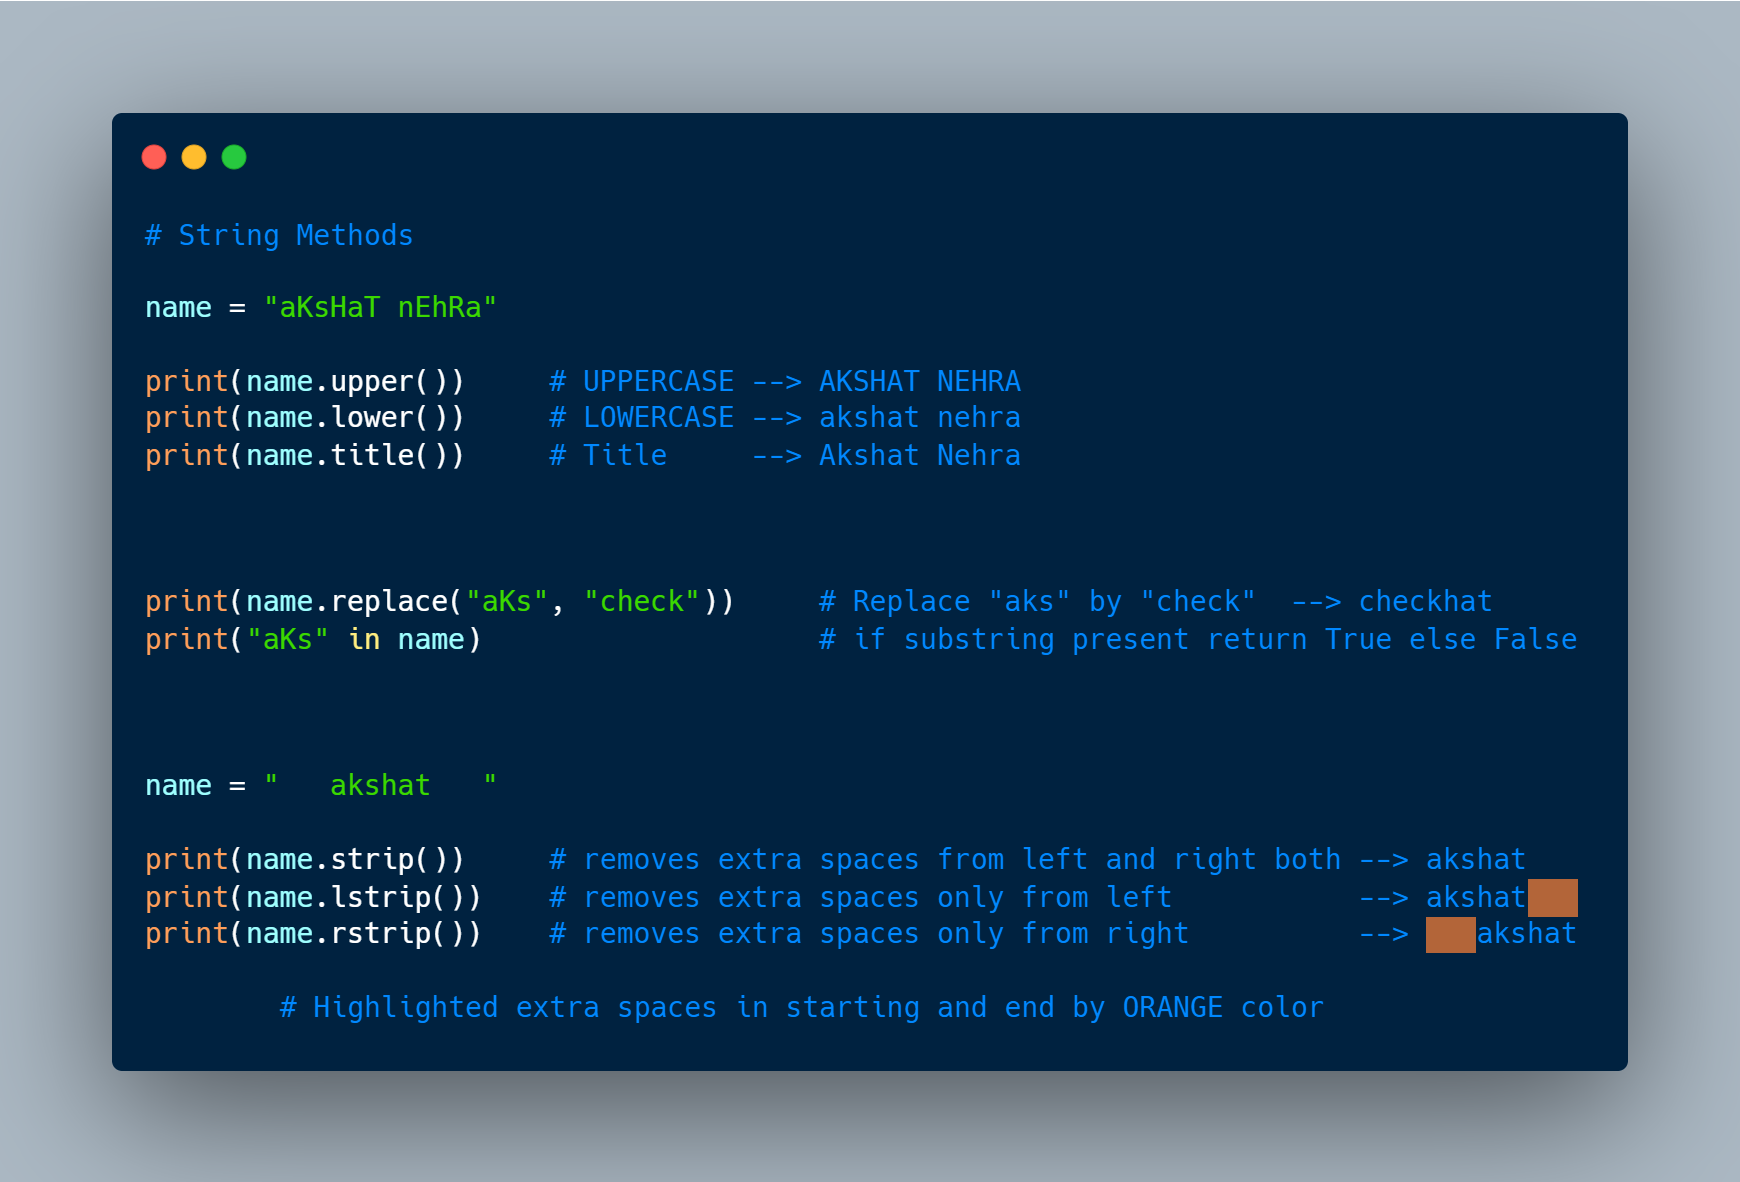 # String Methods
name = "aKsHaT nEhRa"
print(name.upper())     # UPPERCASE --> AKSHAT NEHRA
print(name.lower())     # LOWERCASE --> akshat nehra
print(name.title())     # Title     --> Akshat Nehra
print(name.replace("aKs", "check"))     # Replace "aks" by "check"  --> checkhat
print("aKs" in name)                    # if substring present return True else False
name = "   akshat   "
print(name.strip())     # removes extra spaces from left and right both --> akshat
print(name.lstrip())    # removes extra spaces only from left           --> akshat
print(name.rstrip())    # removes extra spaces only from right          -->    akshat
        # Highlighted extra spaces in starting and end by ORANGE color